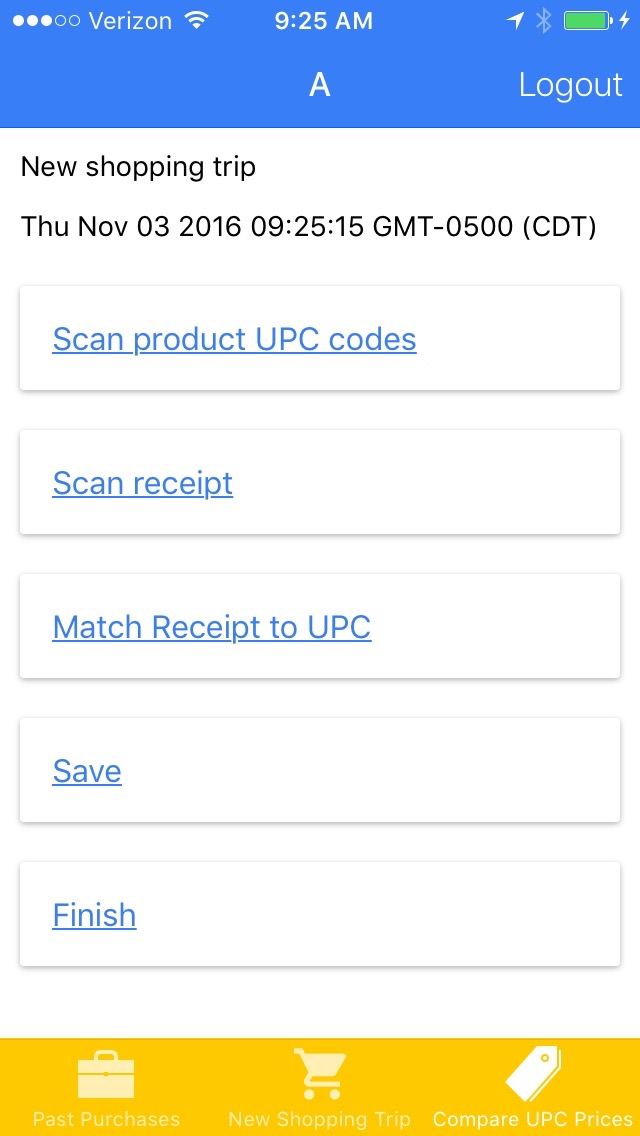 Verizon 9:25 AM
A Logout
New shopping trip
Thu Nov 03 2016 09:25:15 GMT-0500 (CDT)
Scan product UPC codes
Scan receipt
Match Receipt to UPC
Save
Finish
Past Purchases New Shopping Trip Compare UPC Prices